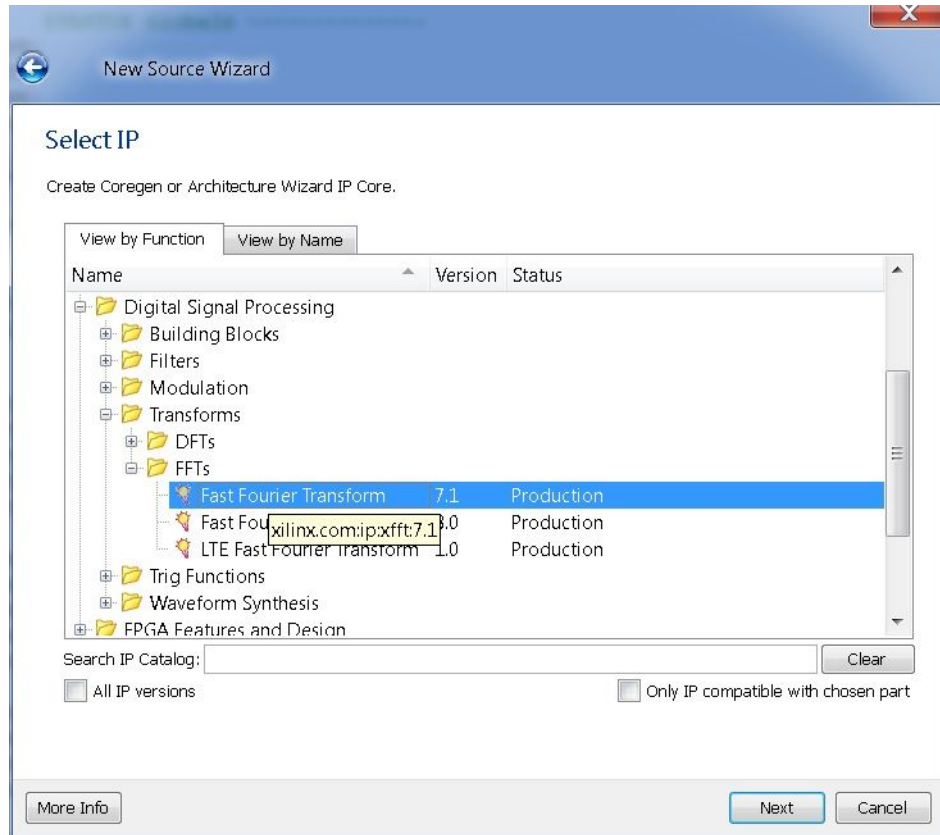 New Source Wizard
Select IP
Create Coregen or Architecture Wizard IP Core.
View by Function View by Name
Name Version Status
Digital Signal Processing
Building Blocks
Filters
Modulation
Transforms
DFTs
FFTs
Fast Fourier Transform 7.1 Production
Fast Fou .0 Production
xilinx.com:ip:xfft:7.1
LTE Fast Fourier Transform 1.0 Production
Trig Functions
Waveform Synthesis
FPGA Features and Design
Search IP Catalog: Clear
All IP versions Only IP compatible with chosen part
More Info Next Cancel